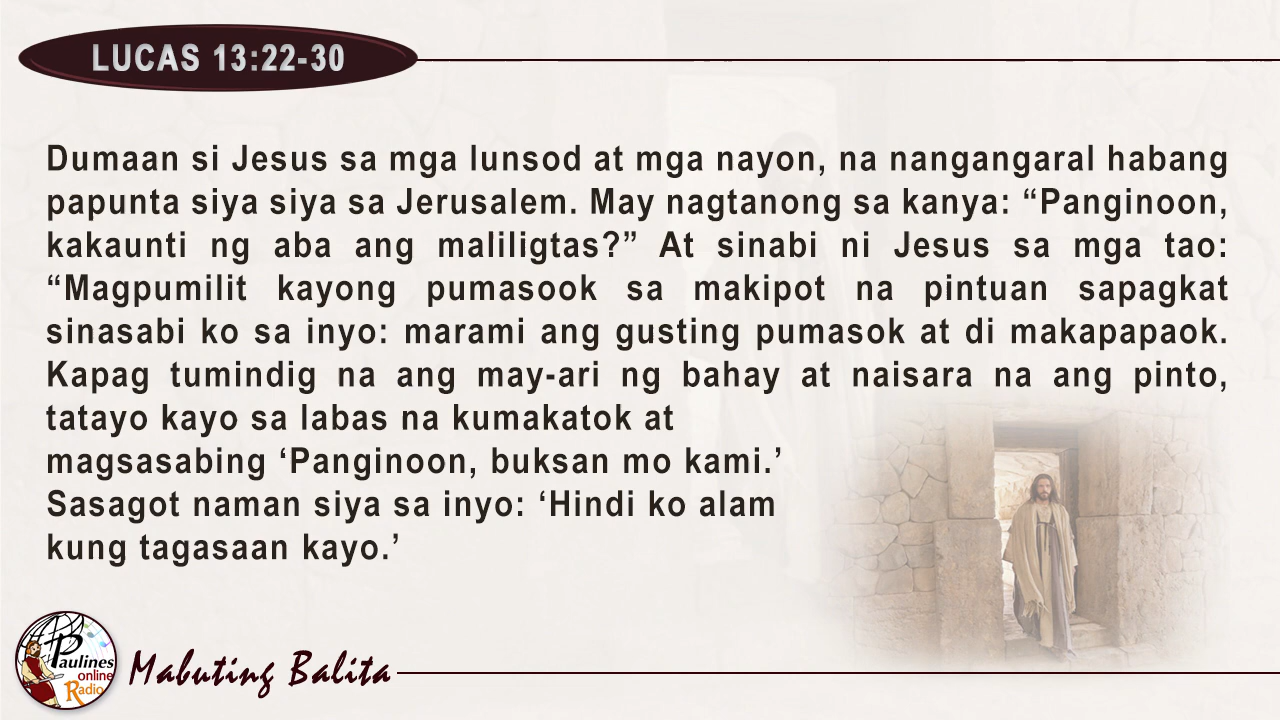 LUCAS 13:22-30
Dumaan si Jesus sa mga lunsod at mga nayon, na nangangaral habang
papunta siya siya sa Jerusalem. May nagtanong sa kanya: “Panginoon,
kakaunti ng aba ang maliligtas?” At sinabi ni Jesus sa mga tao:
“Magpumilit kayong pumasook sa makipot na pintuan sapagkat
sinasabi ko sa inyo: marami ang gusting pumasok at di makapapaok.
Kapag tumindig na ang may-ari ng bahay at naisara na ang pinto,
tatayo kayo sa labas na kumakatok at
magsasabing ‘Panginoon, buksan mo kami.’
Sasagot naman siya sa inyo: ‘Hindi ko alam
kung tagasaan kayo.’
Paulines
online
Radio
Mabuting Balita